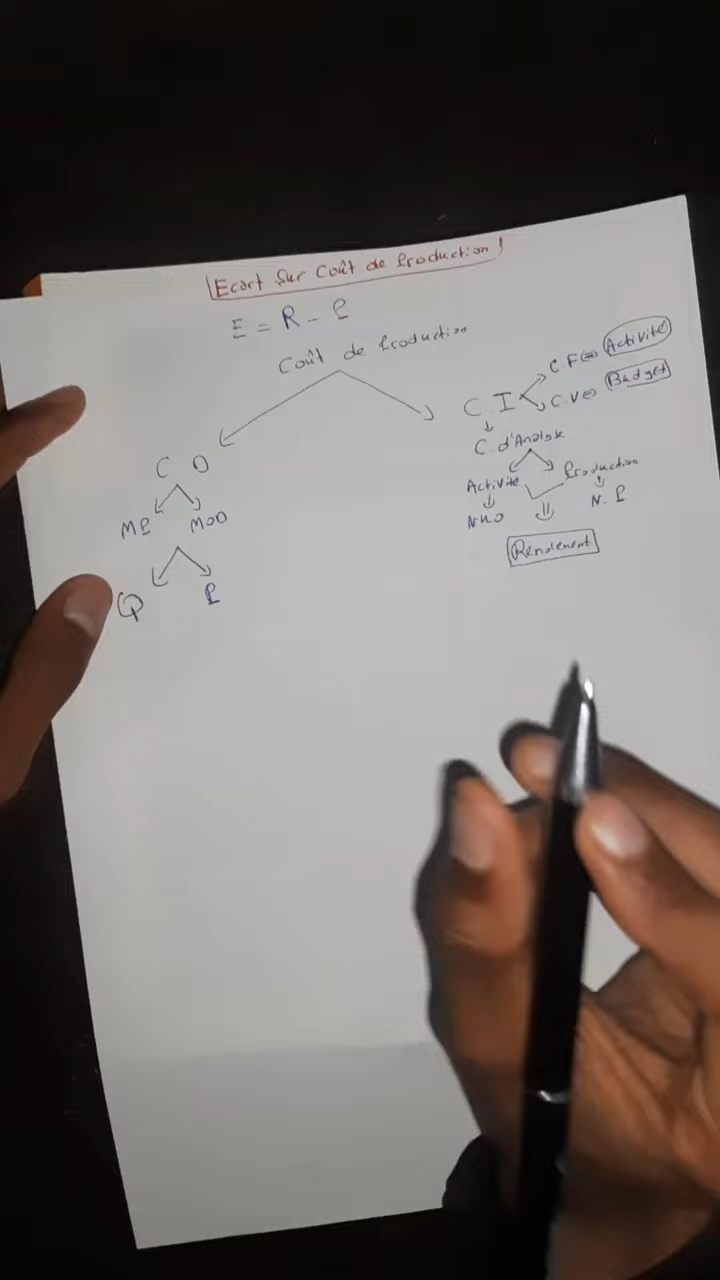 Ecart Sur Coût de Production
E = R - P
Coût de Production
C.I
C.F ⇒ Activité
C.V ⇒ Budget
C. d'Analyse
Activité
Production
NHO
N. P
Rendement
C D
MP
MOD
Q
P